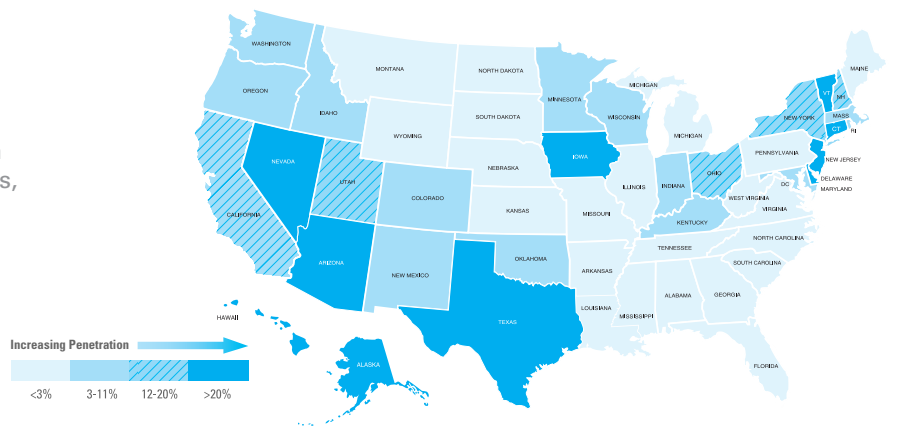 WASHINGTON
MAINE
MONTANA
NORTH DAKOTA
MICHIGAN
OREGON
MINNESOTA
VT
NH
IDAHO
SOUTH DAKOTA
WISCONSIN
NEW YORK
MASS
WYOMING
MICHIGAN
CT
RI
PENNSYLVANIA
NEVADA
IOWA
NEW JERSEY
NEBRASKA
OHIO
S,
UTAH
ILLINOIS
INDIANA
DELAWARE
DC
MARYLAND
COLORADO
WEST VIRGINIA
CALIFORNIA
KANSAS
MISSOURI
VIRGINIA
KENTUCKY
NORTH CAROLINA
TENNESSEE
ARIZONA
OKLAHOMA
SOUTH CAROLINA
NEW MEXICO
ARKANSAS
ALABAMA
GEORGIA
LOUISIANA
HAWAII
MISSISSIPPI
TEXAS
Increasing Penetration
ALASKA
FLORIDA
<3% 3-11% 12-20% >20%